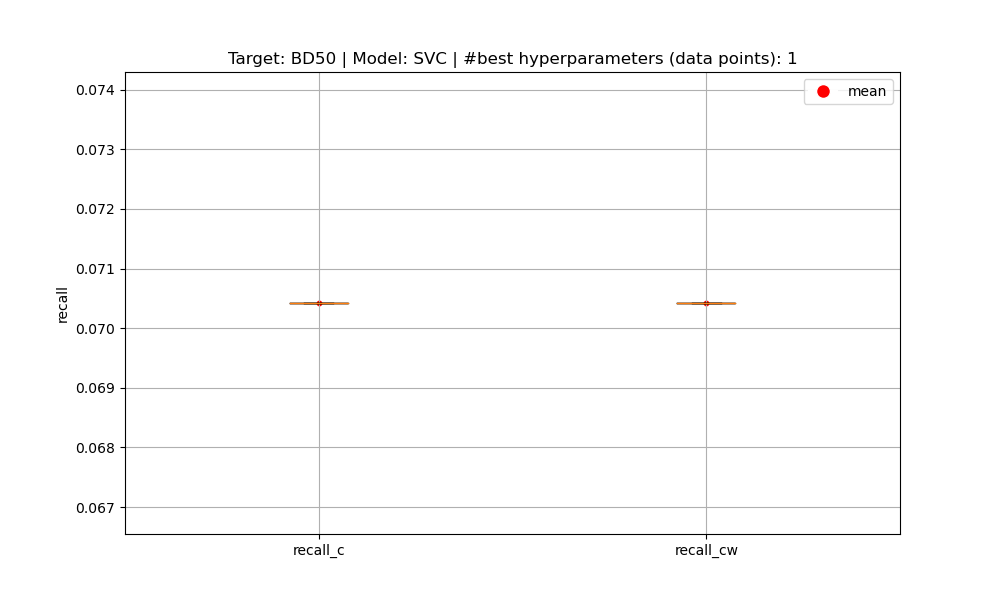 Target: BD50 | Model: SVC | #best hyperparameters (data points): 1
mean
0.074
0.073
0.072
0.071
0.070
0.069
0.068
0.067
recall
recall_c
recall_cw